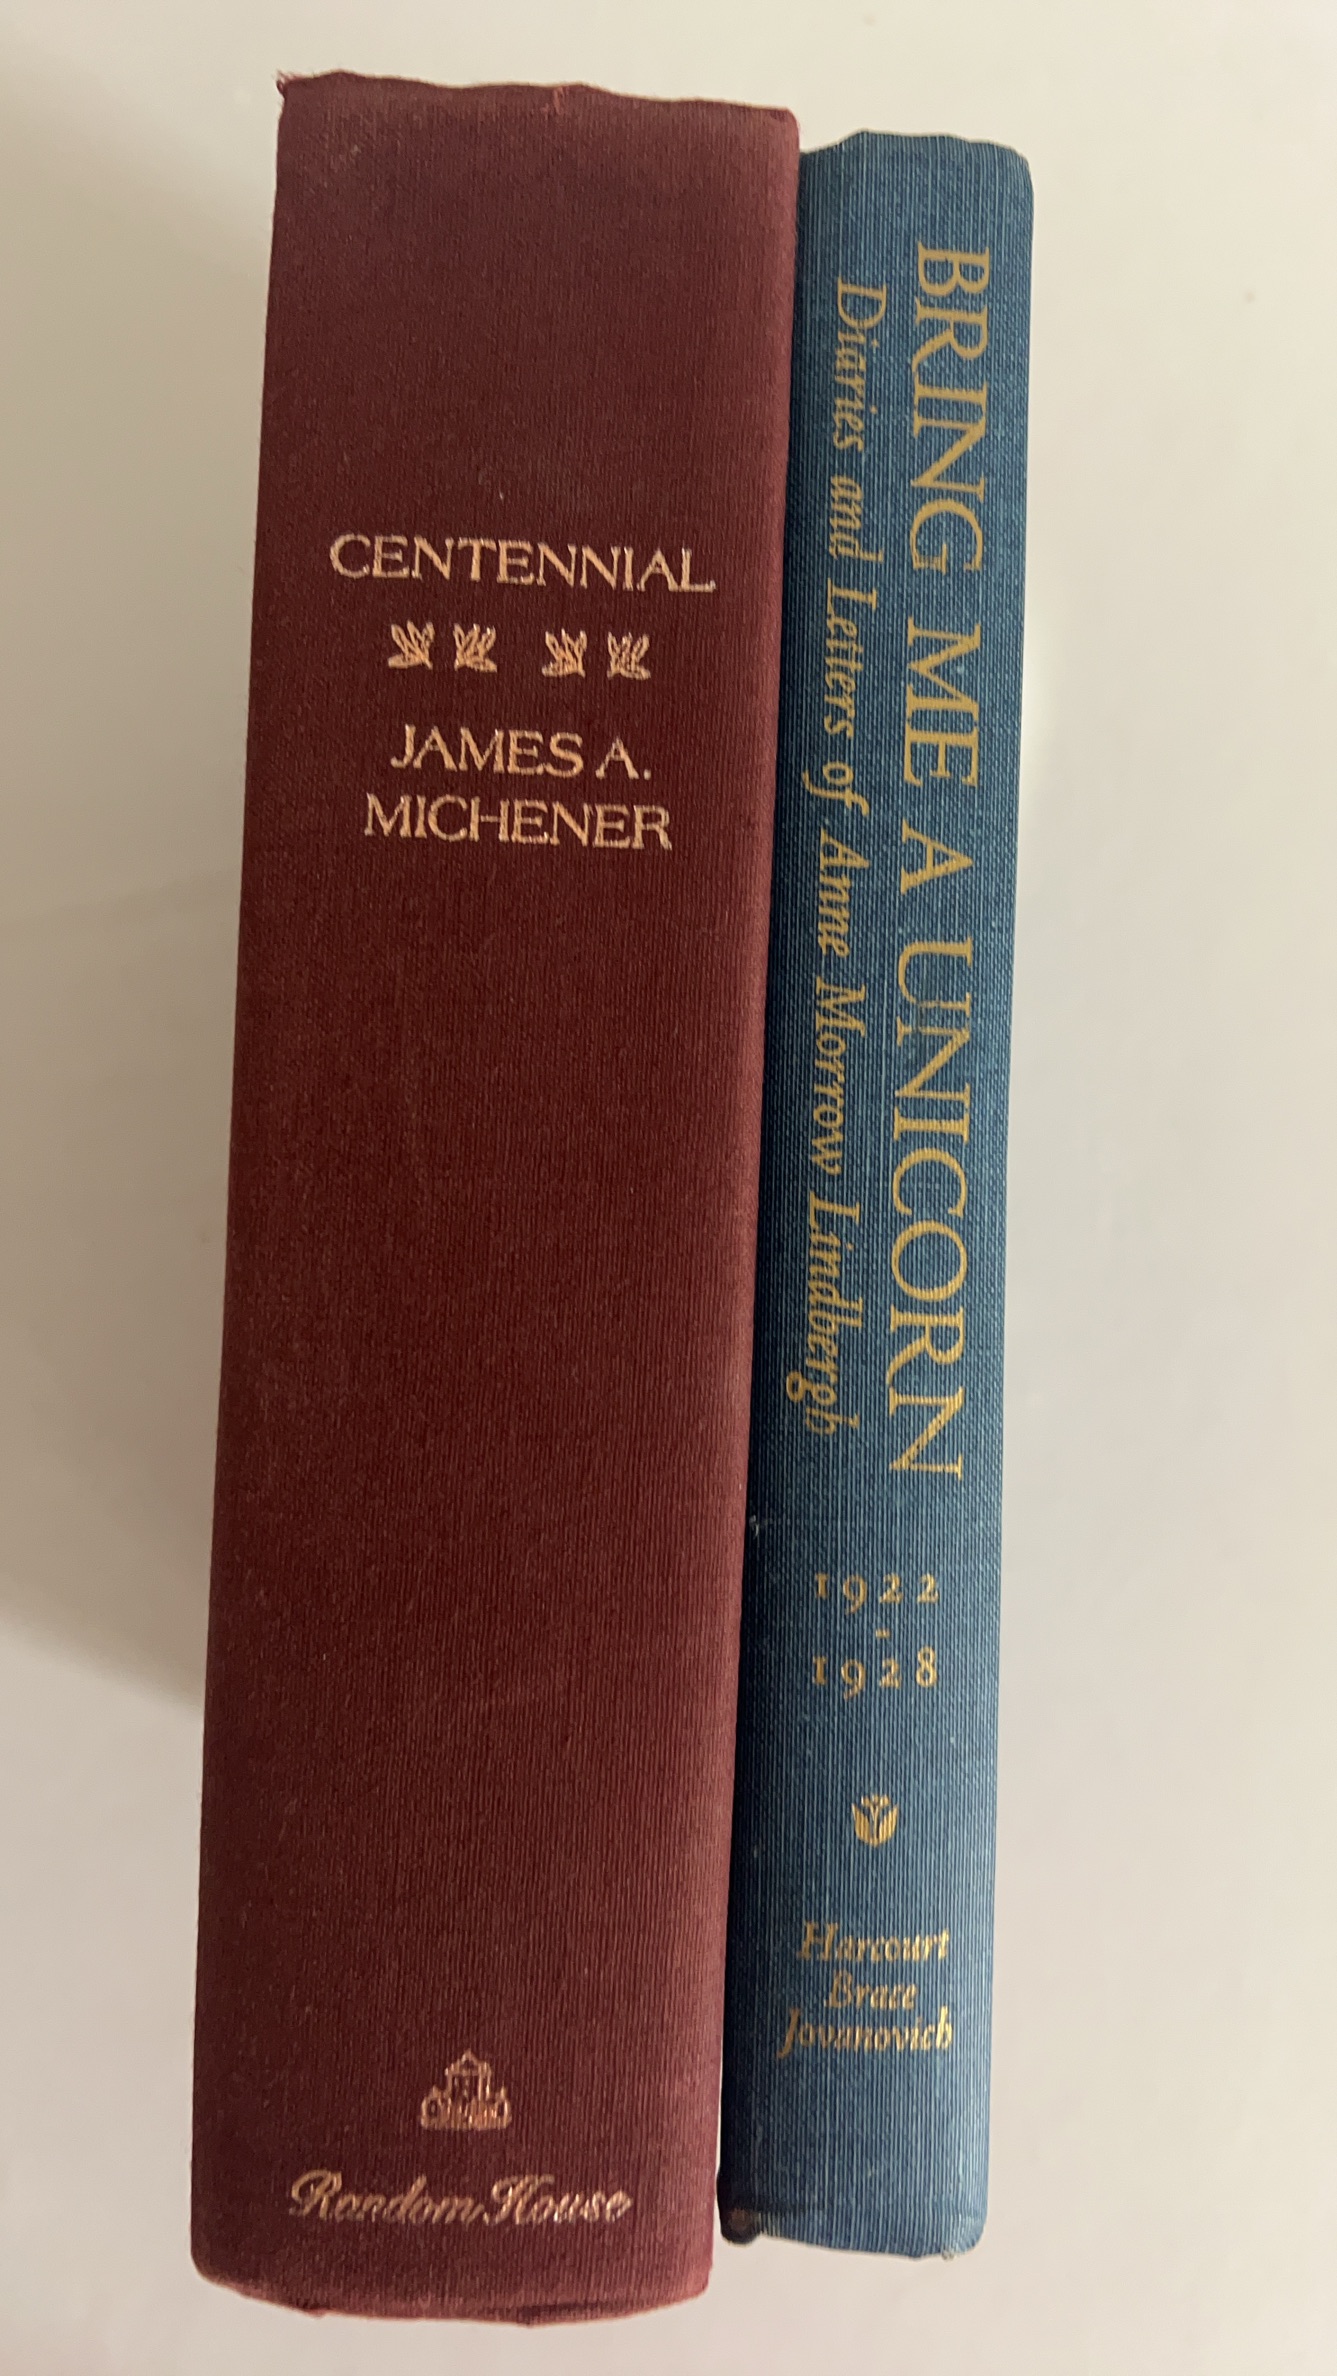 CENTENNIAL
JAMES A.
MICHENER
Random House
BRING ME A UNICORN
Diaries and Letters of Anne Morrow Lindbergh
1922
-
1928
Harcourt
Brace
Jovanovich